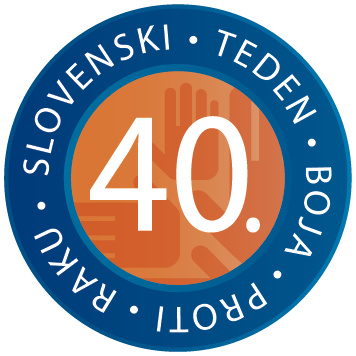 SLOVENSKI • TEDEN • BOJA • PROTI • RAKU •
40.